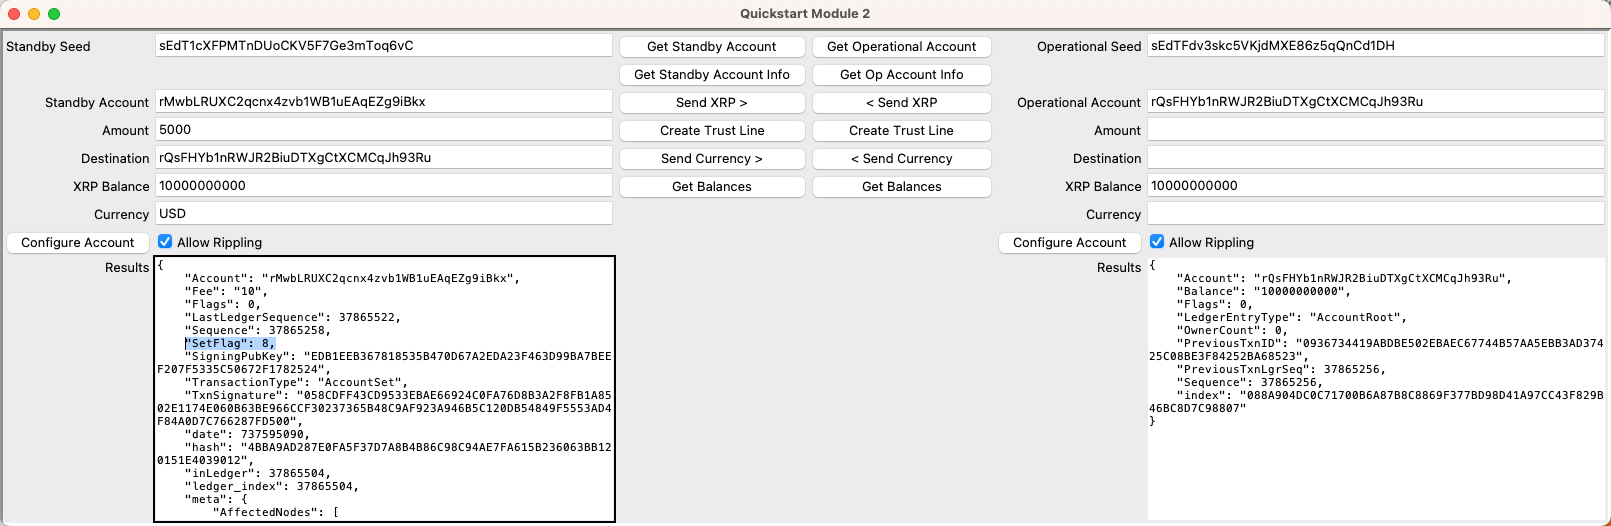 Quickstart Module 2
Standby Seed sEdT1cXFPMTnDUoCKV5F7Ge3mToq6vC Get Standby Account Get Operational Account Operational Seed sEdTFdv3skc5VKjdMXE86z5qQnCd1DH
Get Standby Account Info Get Op Account Info
Standby Account rMwbLRUXC2qcnx4zvb1WB1uEAqEZg9iBkx Send XRP > < Send XRP Operational Account rQsFHYb1nRWJR2BiuDTXgCtXCMCqJh93Ru
Amount 5000 Create Trust Line Create Trust Line Amount
Destination rQsFHYb1nRWJR2BiuDTXgCtXCMCqJh93Ru Send Currency > < Send Currency Destination
XRP Balance 10000000000 Get Balances Get Balances XRP Balance 10000000000
Currency USD Currency
Configure Account Allow Rippling Configure Account Allow Rippling
Results
{
"Account": "rMwbLRUXC2qcnx4zvb1WB1uEAqEZg9iBkx",
"Fee": "10",
"Flags": 0,
"LastLedgerSequence": 37865522,
"Sequence": 37865258,
"SetFlag": 8,
"SigningPubKey": "EDB1EEB367818535B470D67A2EDA23F463D99BA7BEE
F207F5335C50672F1782524",
"TransactionType": "AccountSet",
"TxnSignature": "058CDFF43CD9533EBAE66924C0FA76D8B3A2F8FB1A85
02E1174E060B63BE966CCF30237365B48C9AF923A946B5C120DB54849F5553AD4
F84A0D7C766287FD500",
"date": 737595090,
"hash": "4BBA9AD287E0FA5F37D7A8B4B86C98C94AE7FA615B236063BB12
0151E4039012",
"inLedger": 37865504,
"ledger_index": 37865504,
"meta": {
"AffectedNodes": [
Results
{
"Account": "rQsFHYb1nRWJR2BiuDTXgCtXCMCqJh93Ru",
"Balance": "10000000000",
"Flags": 0,
"LedgerEntryType": "AccountRoot",
"OwnerCount": 0,
"PreviousTxnID": "0936734419ABDBE502EBAEC67744B57AA5EBB3AD374
25C08BE3F84252BA68523",
"PreviousTxnLgrSeq": 37865256,
"Sequence": 37865256,
"index": "088A904DC0C71700B6A87B8C8869F377BD98D41A97CC43F829B
46BC8D7C98807"
}